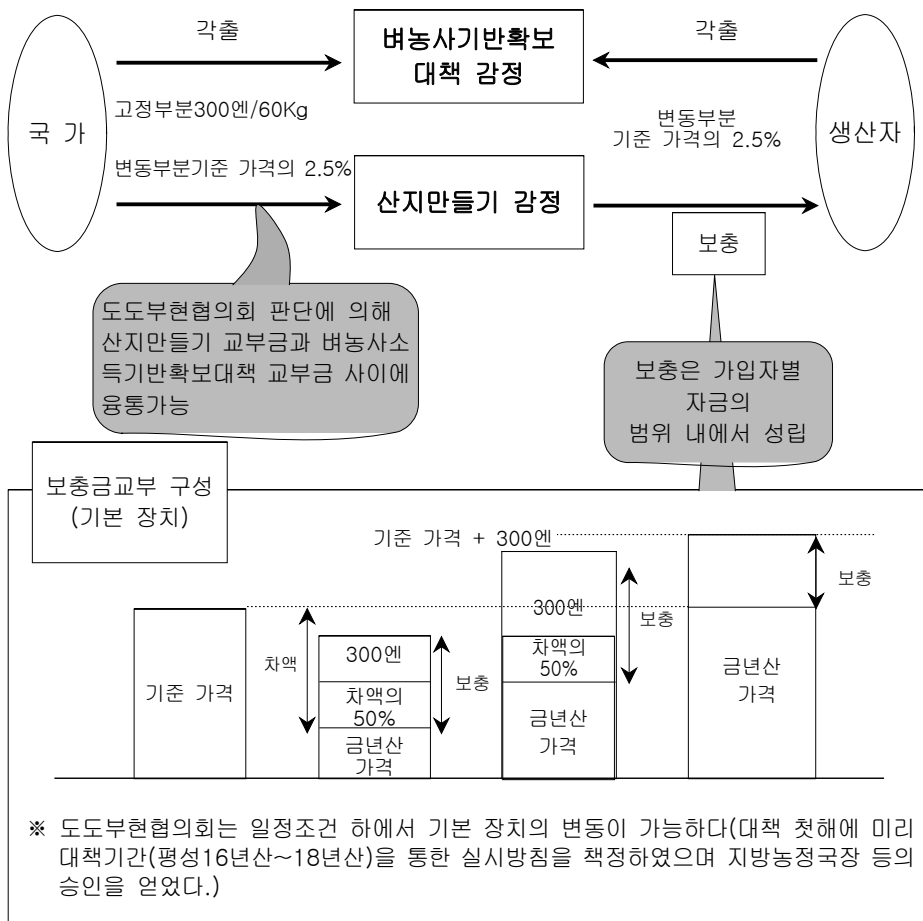 각출
벼농사기반확보
대책 감정
각출
국 가
고정부분300엔/60Kg
변동부분기준 가격의 2.5%
변동부분
기준 가격의 2.5%
생산자
산지만들기 감정
보충
도도부현협의회 판단에 의해
산지만들기 교부금과 벼농사소
득기반확보대책 교부금 사이에
융통가능
보충은 가입자별
자금의
범위 내에서 성립
보충금교부 구성
(기본 장치)
기준 가격 + 300엔
기준 가격
차액
300엔
차액의
50%
금년산
가격
보충
300엔
차액의
50%
금년산
가격
보충
금년산
가격
보충
※ 도도부현협의회는 일정조건 하에서 기본 장치의 변동이 가능하다(대책 첫해에 미리
대책기간(평성16년산~18년산)을 통한 실시방침을 책정하였으며 지방농정국장 등의
승인을 얻었다.)